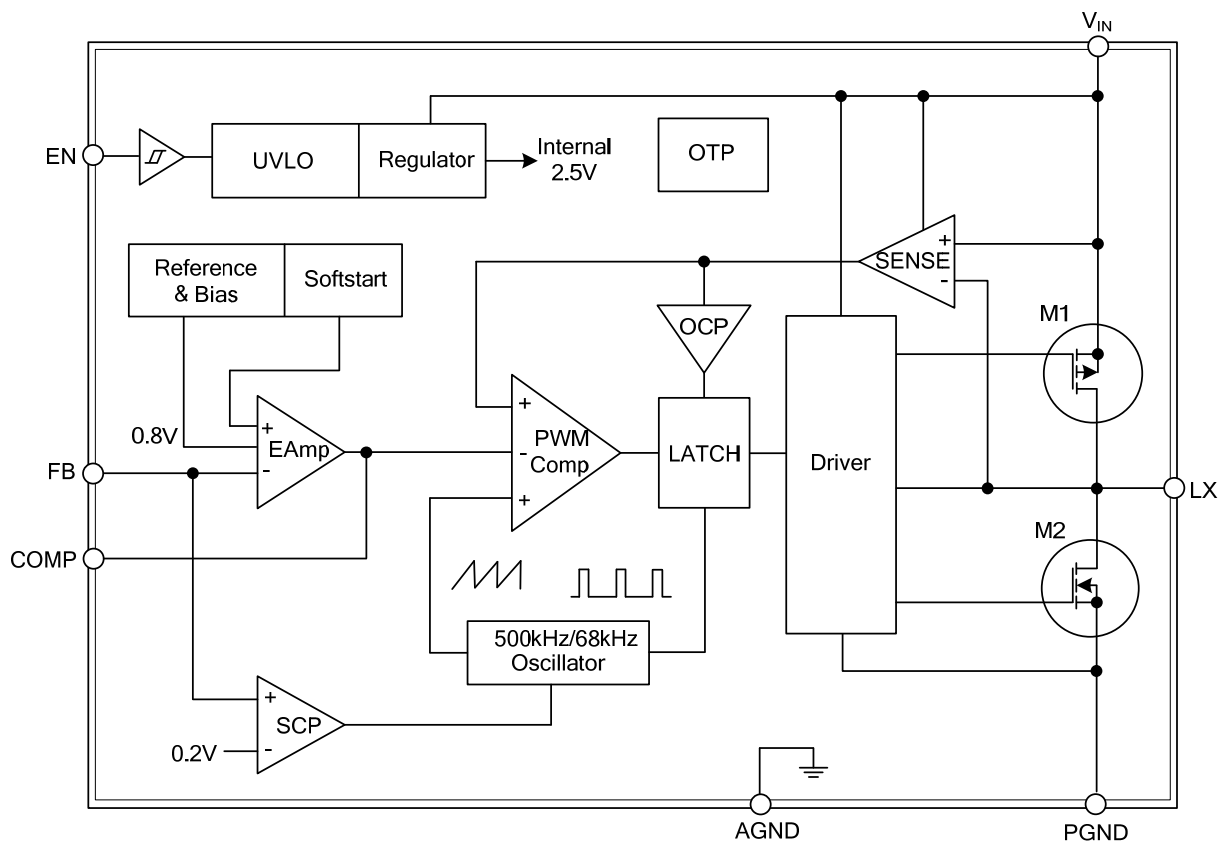 VIN
EN
UVLO
Regulator
Internal
2.5V
OTP
Reference
& Bias
Softstart
+
SENSE
-
OCP
M1
+
0.8V
EAmp
-
+
PWM
-
Comp
+
LATCH
Driver
FB
LX
COMP
M2
500kHz/68kHz
Oscillator
+
SCP
0.2V
-
AGND
PGND